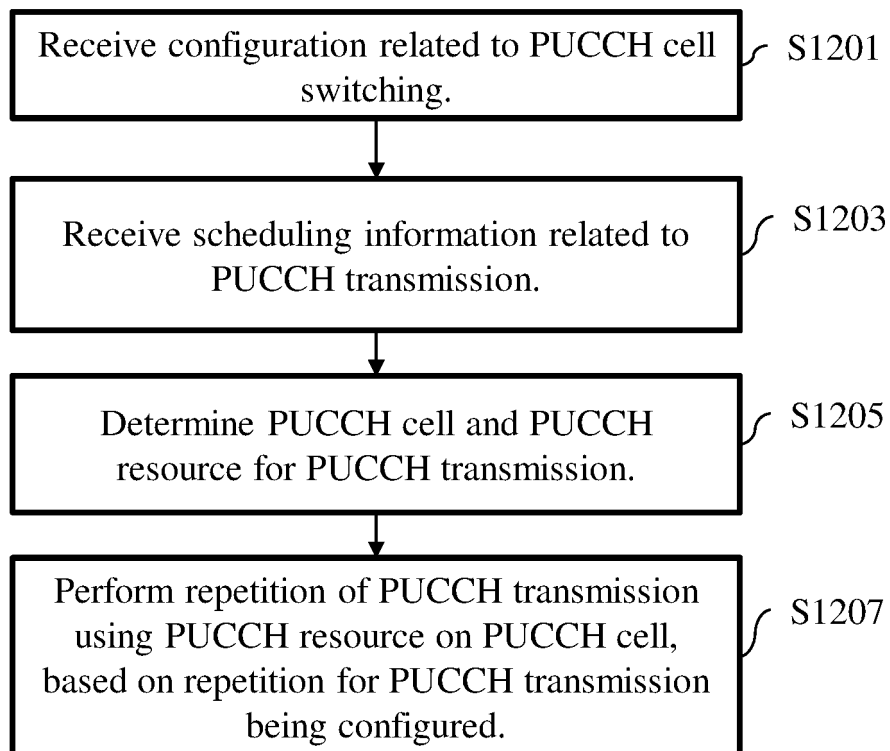 Receive configuration related to PUCCH cell
switching.
S1201
Receive scheduling information related to
PUCCH transmission.
S1203
Determine PUCCH cell and PUCCH
resource for PUCCH transmission.
S1205
Perform repetition of PUCCH transmission
using PUCCH resource on PUCCH cell,
based on repetition for PUCCH transmission
being configured.
S1207